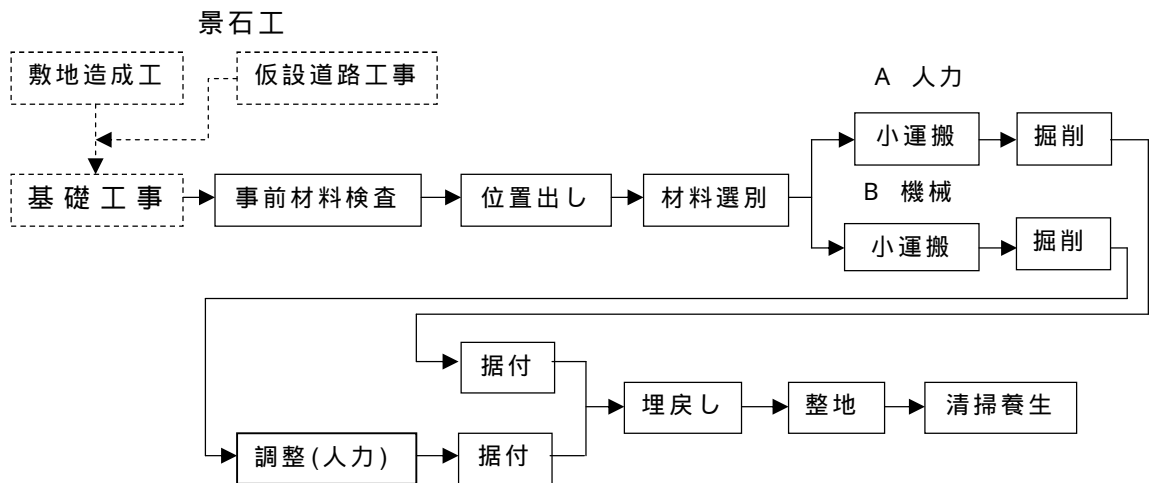 景石工
敷地造成工
仮設道路工事
A 人力
小運搬
掘削
基礎工事
事前材料検査
位置出し
材料選別
B 機械
小運搬
掘削
据付
埋戻し
整地
清掃養生
調整(人力)
据付